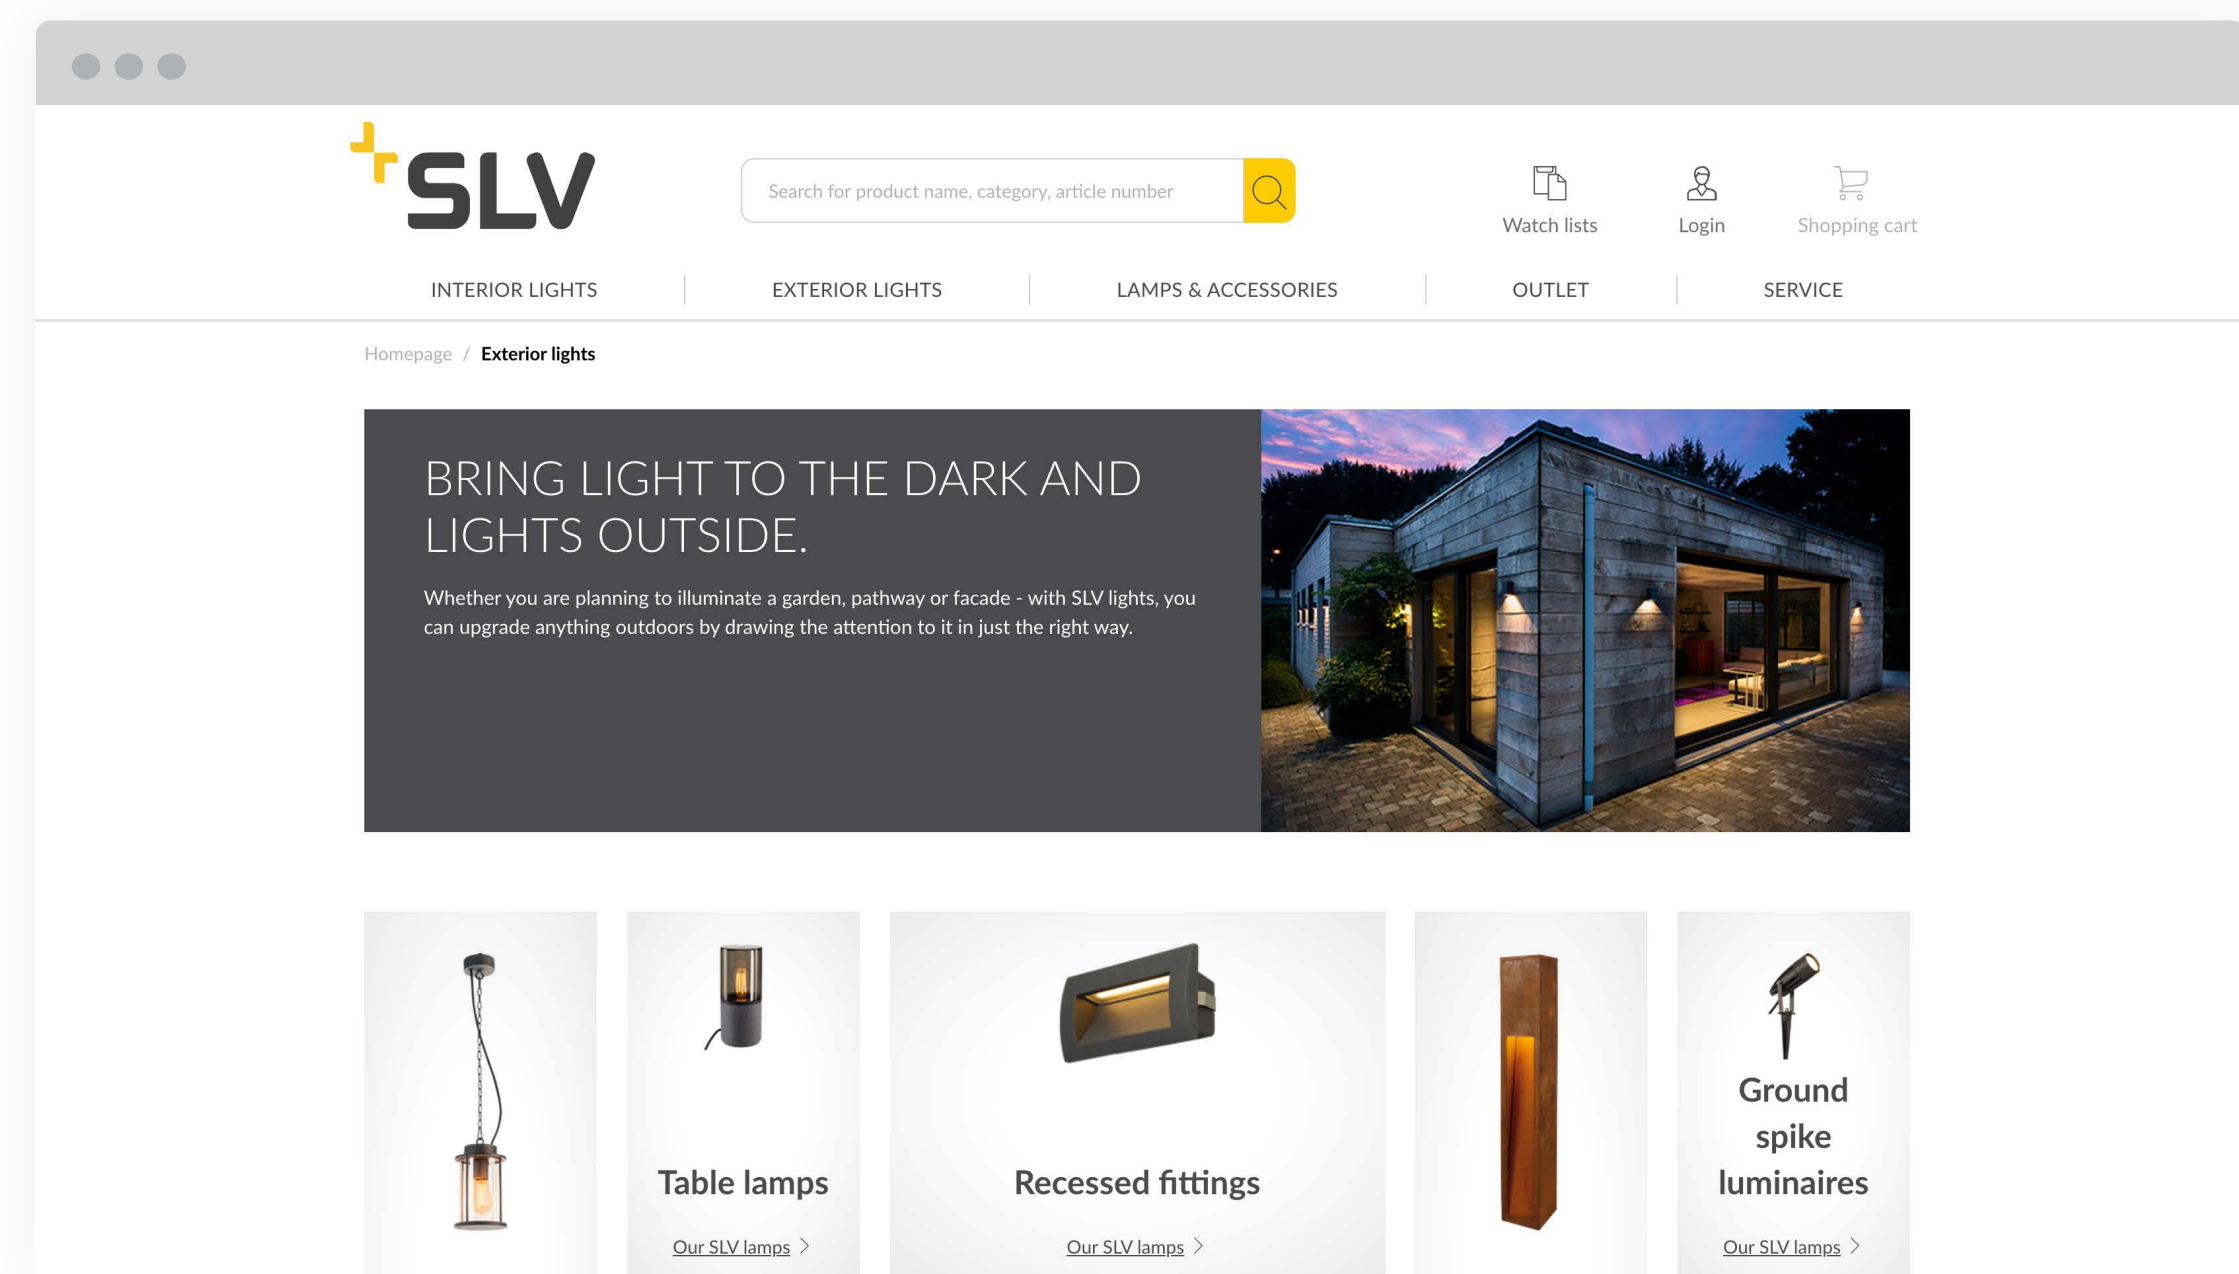 SLV
Search for product name, category, article number
Watch lists
Login
Shopping cart
INTERIOR LIGHTS
EXTERIOR LIGHTS
LAMPS & ACCESSORIES
OUTLET
SERVICE
Homepage / Exterior lights
BRING LIGHT TO THE DARK AND
LIGHTS OUTSIDE.
Whether you are planning to illuminate a garden, pathway or facade - with SLV lights, you
can upgrade anything outdoors by drawing the attention to it in just the right way.
Table lamps
Our SLV lamps
Recessed fittings
Our SLV lamps
Ground
spike
luminaires
Our SLV lamps